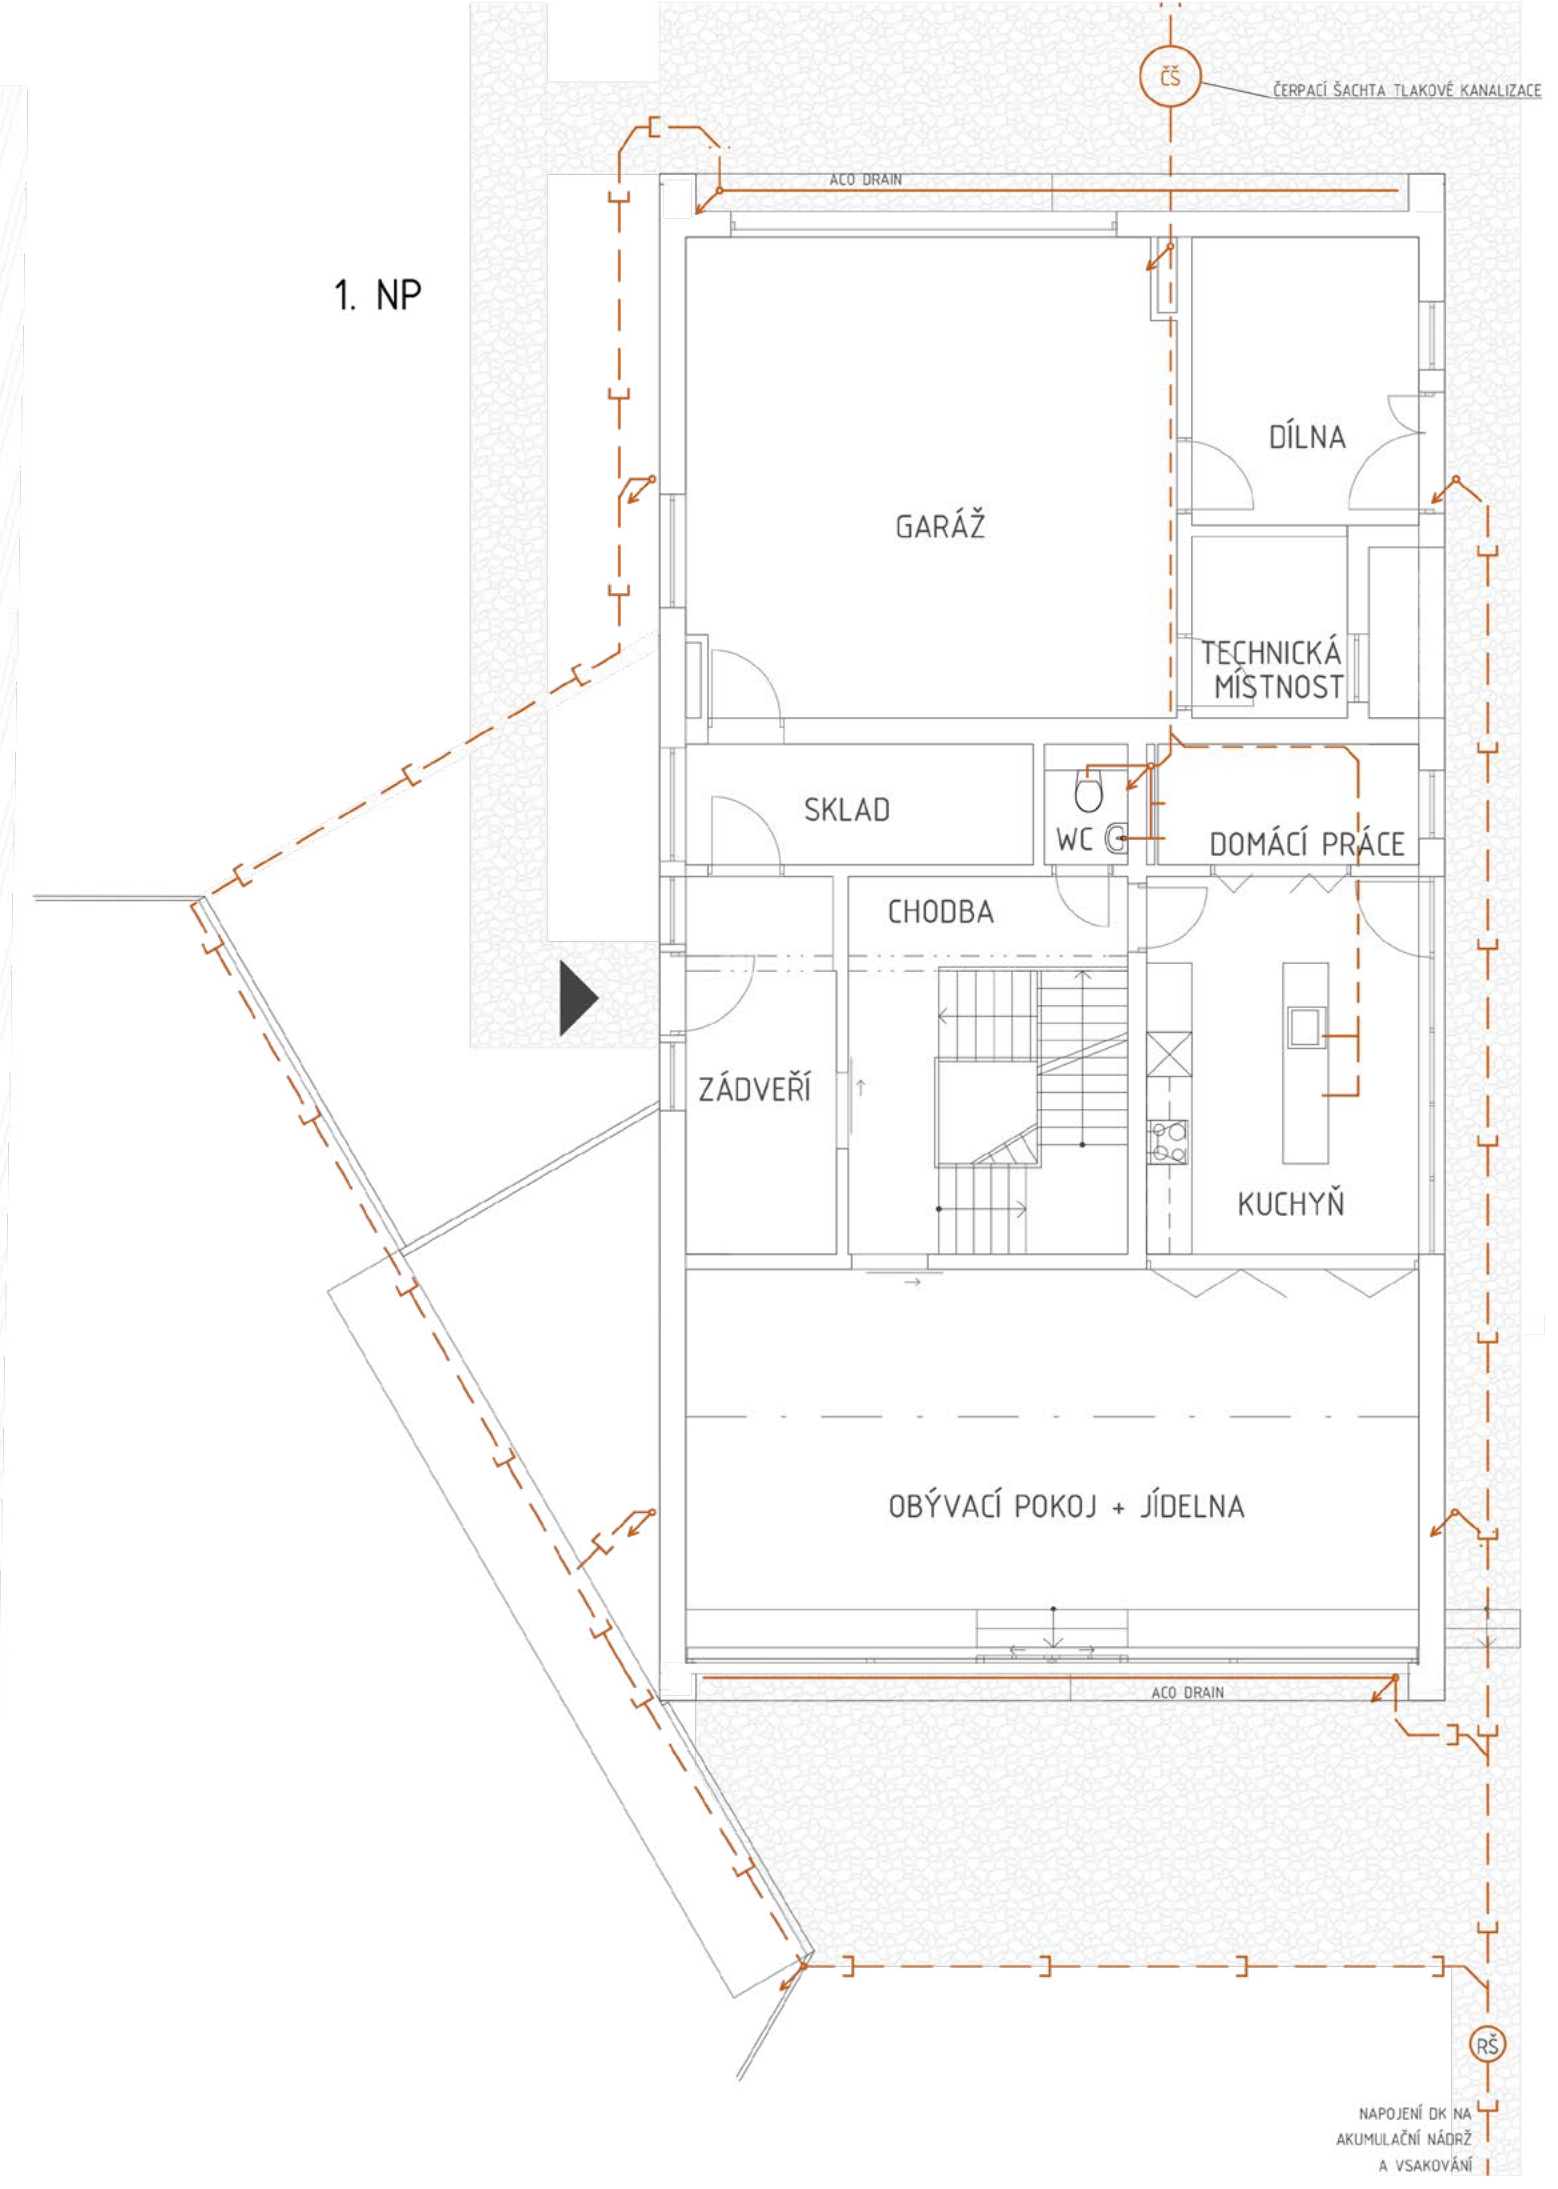 ČŠ
ČERPACÍ ŠACHTA TLAKOVÉ KANALIZACE
ACO DRAIN
1. NP
DÍLNA
GARÁŽ
TECHNICKÁ
MÍSTNOST
SKLAD
WC
DOMÁCÍ PRÁCE
CHODBA
ZÁDVEŘÍ
KUCHYŇ
OBÝVACÍ POKOJ + JÍDELNA
ACO DRAIN
RŠ
NAPOJENÍ DK NA
AKUMULAČNÍ NÁDRŽ
A VSAKOVÁNÍ